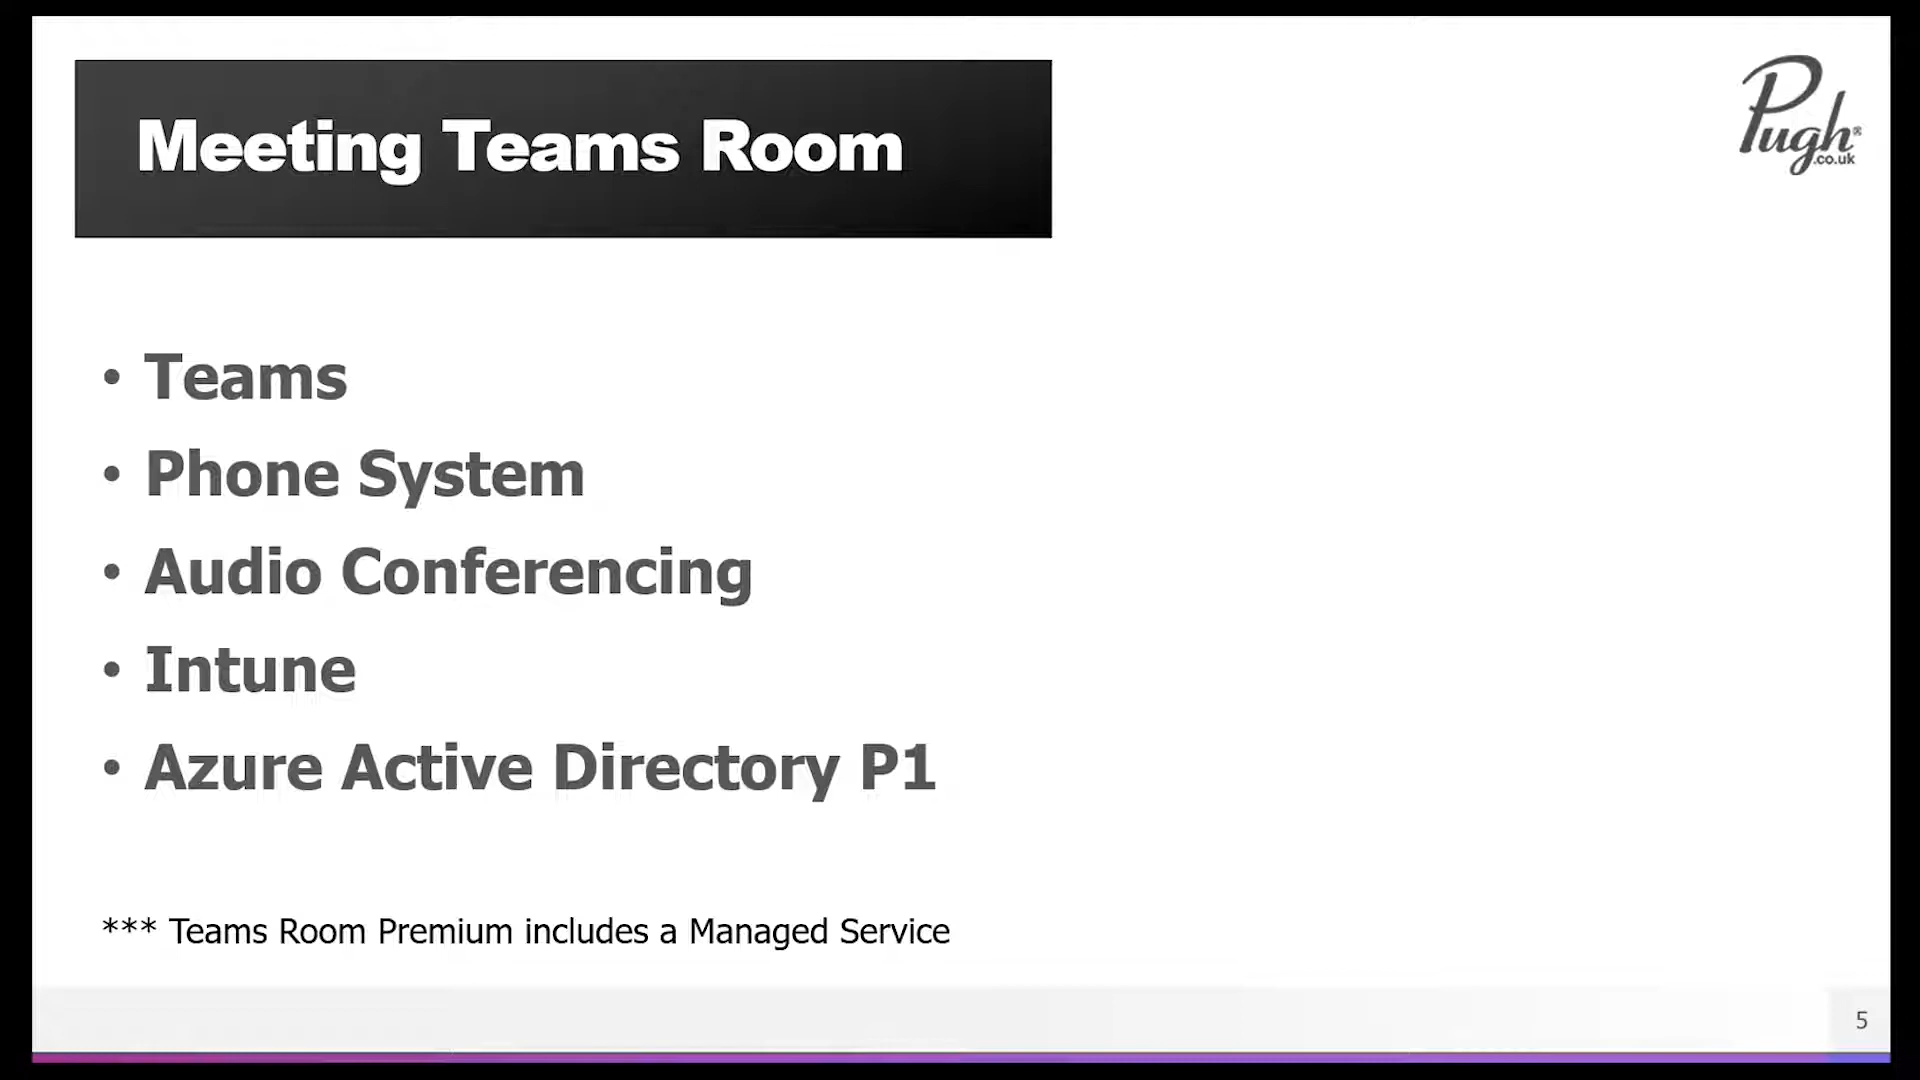 Meeting Teams Room
Pugh®
.co.uk
• Teams
• Phone System
• Audio Conferencing
• Intune
• Azure Active Directory P1
*** Teams Room Premium includes a Managed Service
5